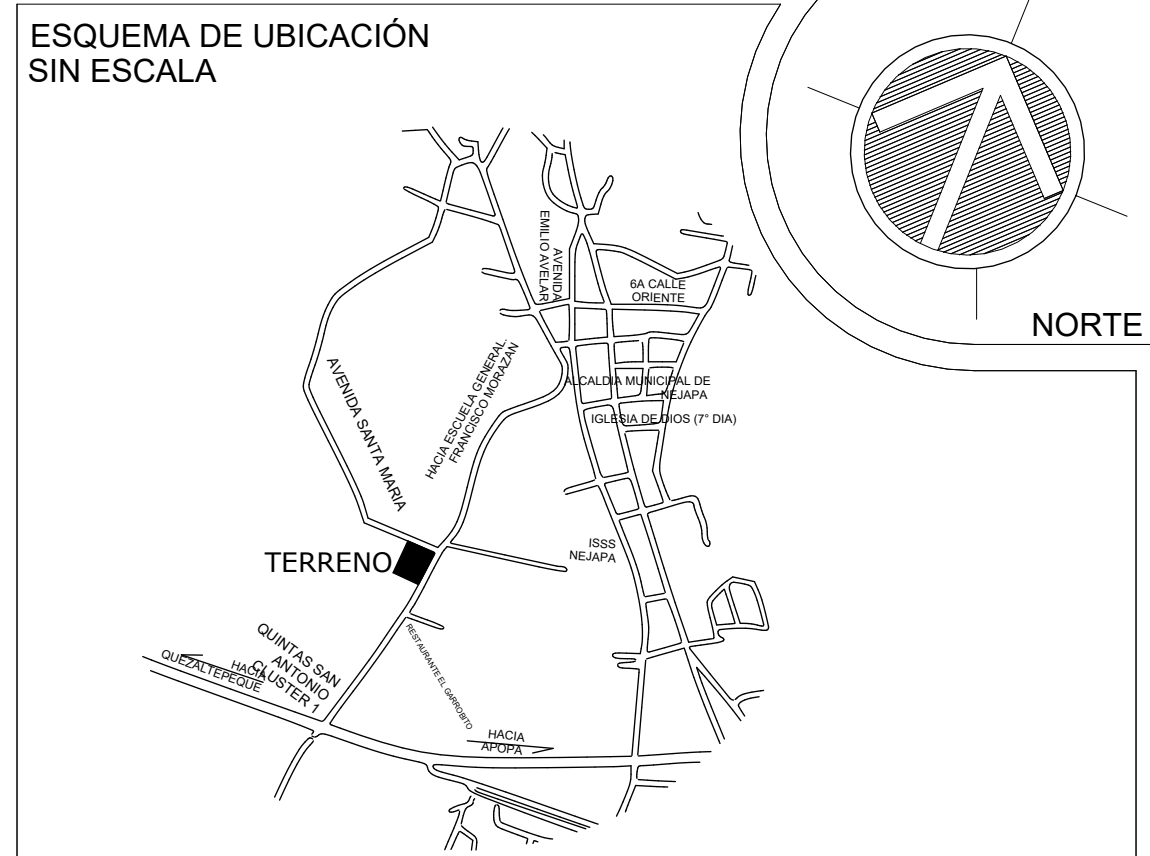 ESQUEMA DE UBICACIÓN
SIN ESCALA
NORTE
AVENIDA
EMILIO AVELAR
6A CALLE
ORIENTE
ALCALDIA MUNICIPAL DE
NEJAPA
IGLESIA DE DIOS (7° DIA)
AVENIDA SANTA MARIA
HACIA ESCUELA GENERAL.
FRANCISCO MORAZAN
ISSS
NEJAPA
TERRENO
QUINTAS SAN
ANTONIO
CLUSTER 1
HACIA
QUEZALTEPEQUE
RESTAURANTE EL GARROBITO
HACIA
APOPA